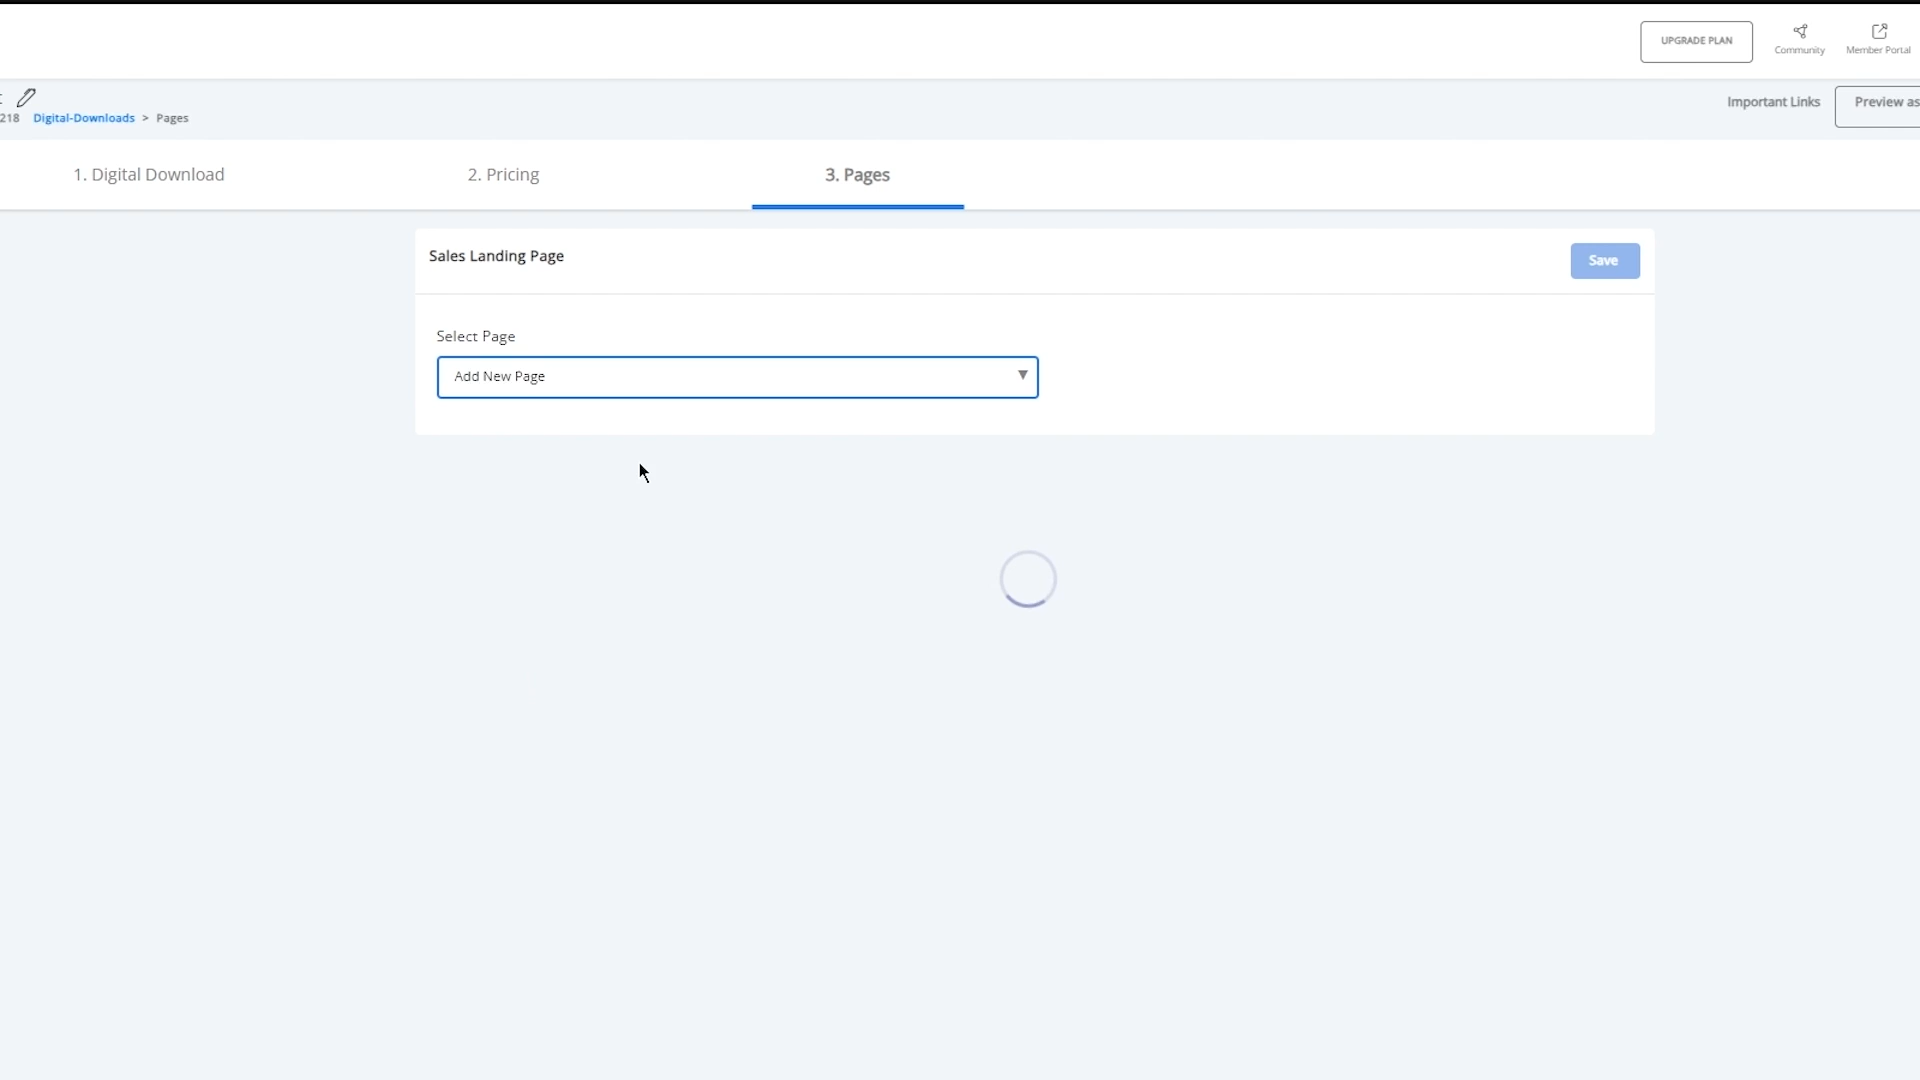 UPGRADE PLAN
Community
Member Portal
218 Digital-Downloads > Pages
Important Links
Preview as
1. Digital Download
2. Pricing
3. Pages
Sales Landing Page
Save
Select Page
Add New Page